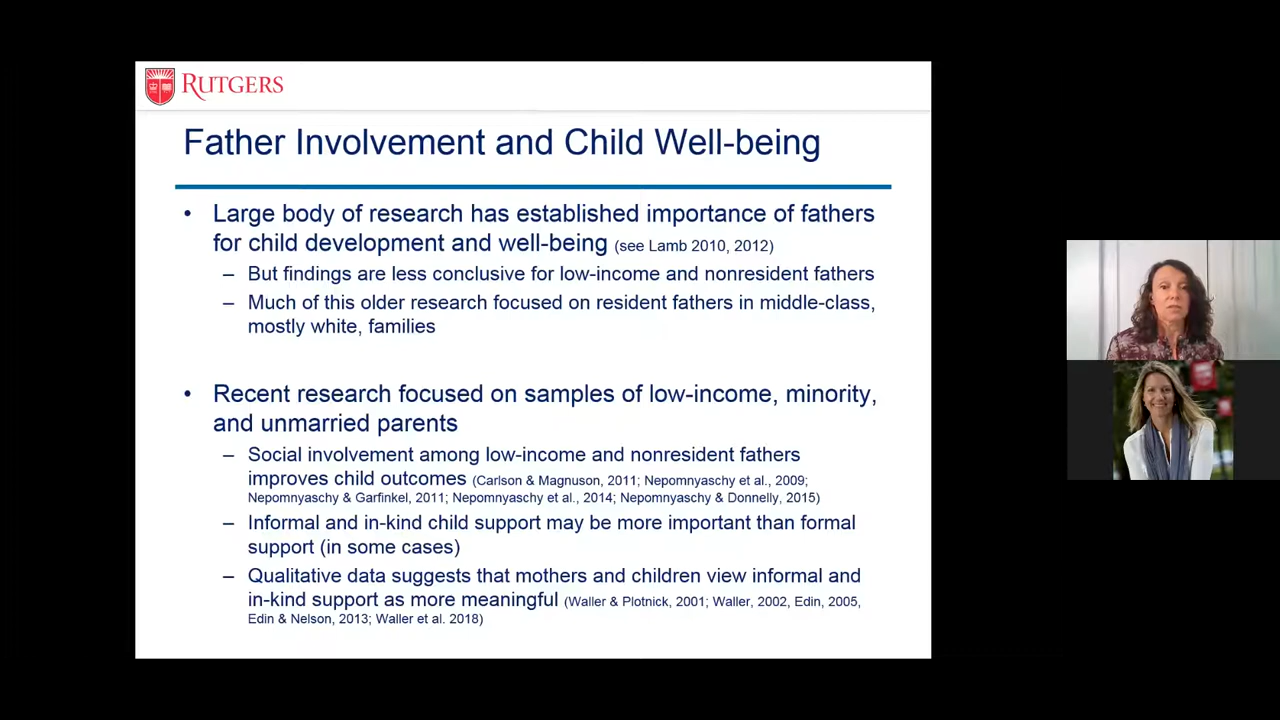 RUTGERS
Father Involvement and Child Well-being
• Large body of research has established importance of fathers
for child development and well-being (see Lamb 2010, 2012)
– But findings are less conclusive for low-income and nonresident fathers
– Much of this older research focused on resident fathers in middle-class,
mostly white, families
• Recent research focused on samples of low-income, minority,
and unmarried parents
– Social involvement among low-income and nonresident fathers
improves child outcomes (Carlson & Magnuson, 2011; Nepomnyaschy et al., 2009;
Nepomnyaschy & Garfinkel, 2011; Nepomnyaschy et al., 2014; Nepomnyaschy & Donnelly, 2015)
– Informal and in-kind child support may be more important than formal
support (in some cases)
– Qualitative data suggests that mothers and children view informal and
in-kind support as more meaningful (Waller & Plotnick, 2001; Waller, 2002, Edin, 2005,
Edin & Nelson, 2013; Waller et al. 2018)